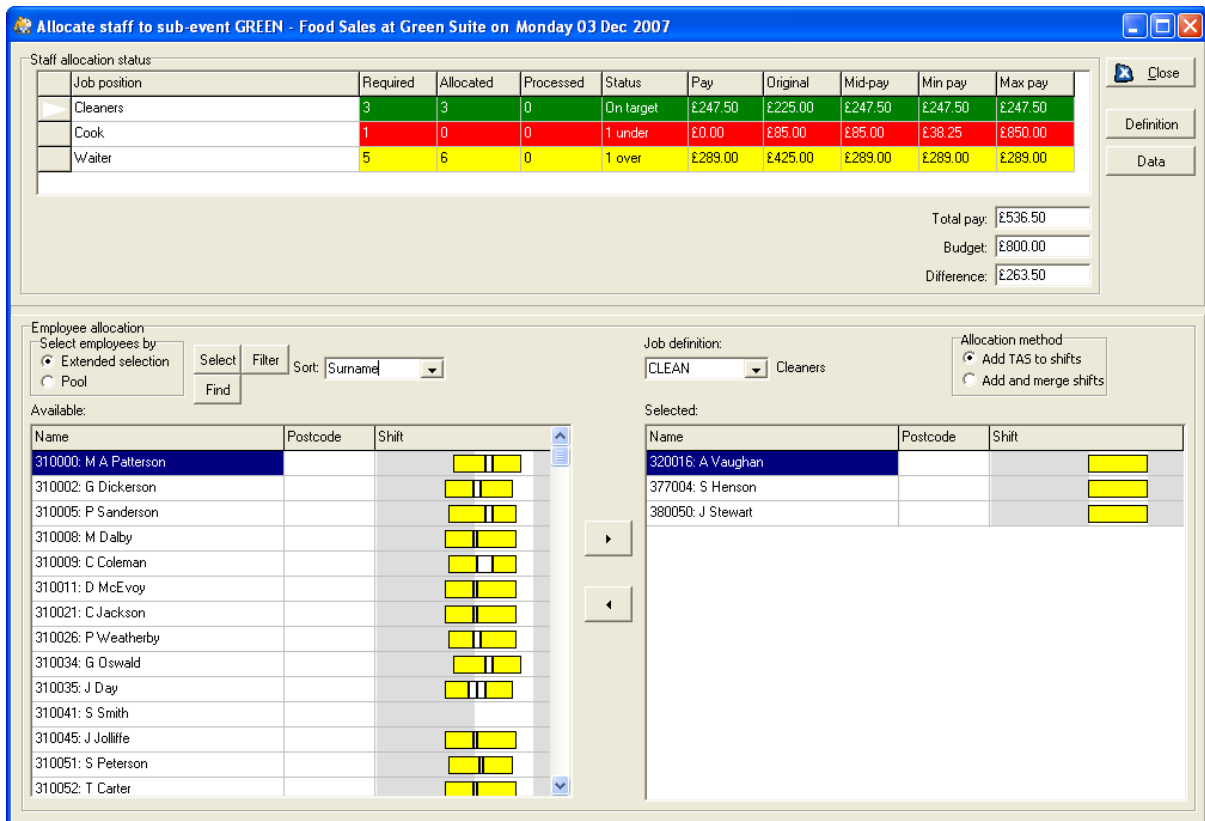 Allocate staff to sub-event GREEN - Food Sales at Green Suite on Monday 03 Dec 2007
Staff allocation status
Job position Required Allocated Processed Status Pay Original Mid-pay Min pay Max pay
Cleaners 3 3 0 On target £247.50 £225.00 £247.50 £247.50 £247.50
Cook 1 0 0 1 under £0.00 £85.00 £85.00 £38.25 £850.00
Waiter 5 6 0 1 over £289.00 £425.00 £289.00 £289.00 £289.00
Close
Definition
Data
Total pay: £536.50
Budget: £800.00
Difference: £263.50
Employee allocation
Select employees by
Extended selection
Pool
Select Filter
Find
Sort: Surname
Job definition:
CLEAN Cleaners
Allocation method
Add TAS to shifts
Add and merge shifts
Available:
Name Postcode Shift
310000: M A Patterson
310002: G Dickerson
310005: P Sanderson
310008: M Dalby
310009: C Coleman
310011: D McEvoy
310021: C Jackson
310026: P Weatherby
310034: G Oswald
310035: J Day
310041: S Smith
310045: J Jolliffe
310051: S Peterson
310052: T Carter
Selected:
Name Postcode Shift
320016: A Vaughan
377004: S Henson
380050: J Stewart